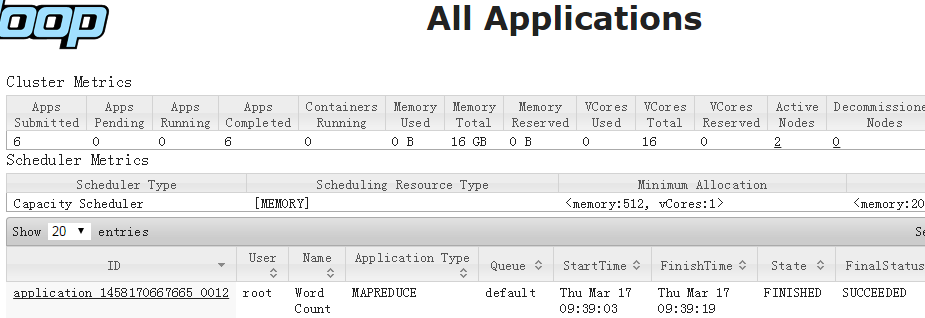 oop
All Applications
Cluster Metrics
Apps Submitted Apps Pending Apps Running Apps Completed Containers Running Memory Used Memory Total Memory Reserved VCores Used VCores Total VCores Reserved Active Nodes Decommissione Nodes
6 0 0 6 0 0 B 16 GB 0 B 0 16 0 2 0
Scheduler Metrics
Scheduler Type Scheduling Resource Type Minimum Allocation
Capacity Scheduler [MEMORY] <memory:512, vCores:1> <memory:20
Show 20 entries Se
ID User Name Application Type Queue StartTime FinishTime State FinalStatus
application_1458170667665_0012 root Word Count MAPREDUCE default Thu Mar 17 09:39:03 Thu Mar 17 09:39:19 FINISHED SUCCEEDED